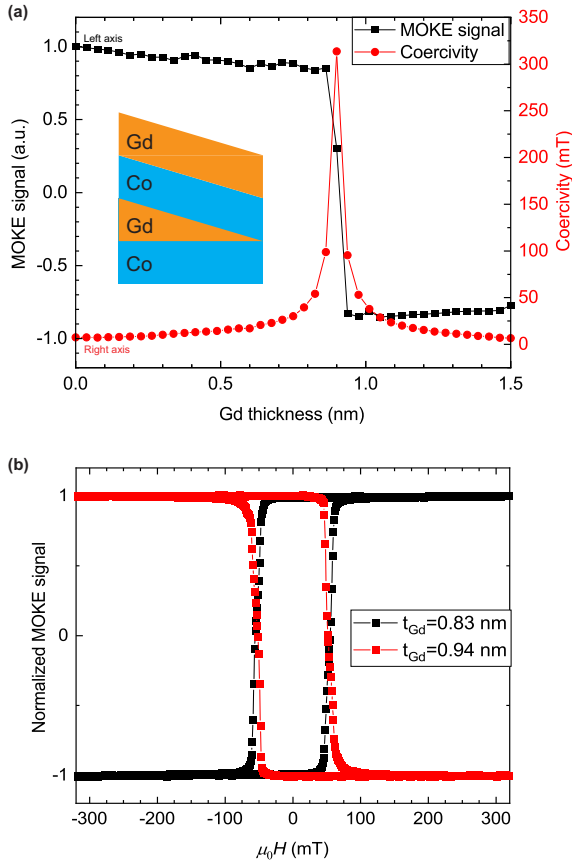 (a)
Left axis
MOKE signal
Coercivity
1.0
0.5
0.0
-0.5
-1.0
MOKE signal (a.u.)
350
300
250
200
150
100
50
0
Coercivity (mT)
Gd
Co
Gd
Co
Right axis
0.0 0.5 1.0 1.5
Gd thickness (nm)
(b)
1
0
-1
Normalized MOKE signal
t_Gd=0.83 nm
t_Gd=0.94 nm
-300 -200 -100 0 100 200 300
μ₀H (mT)